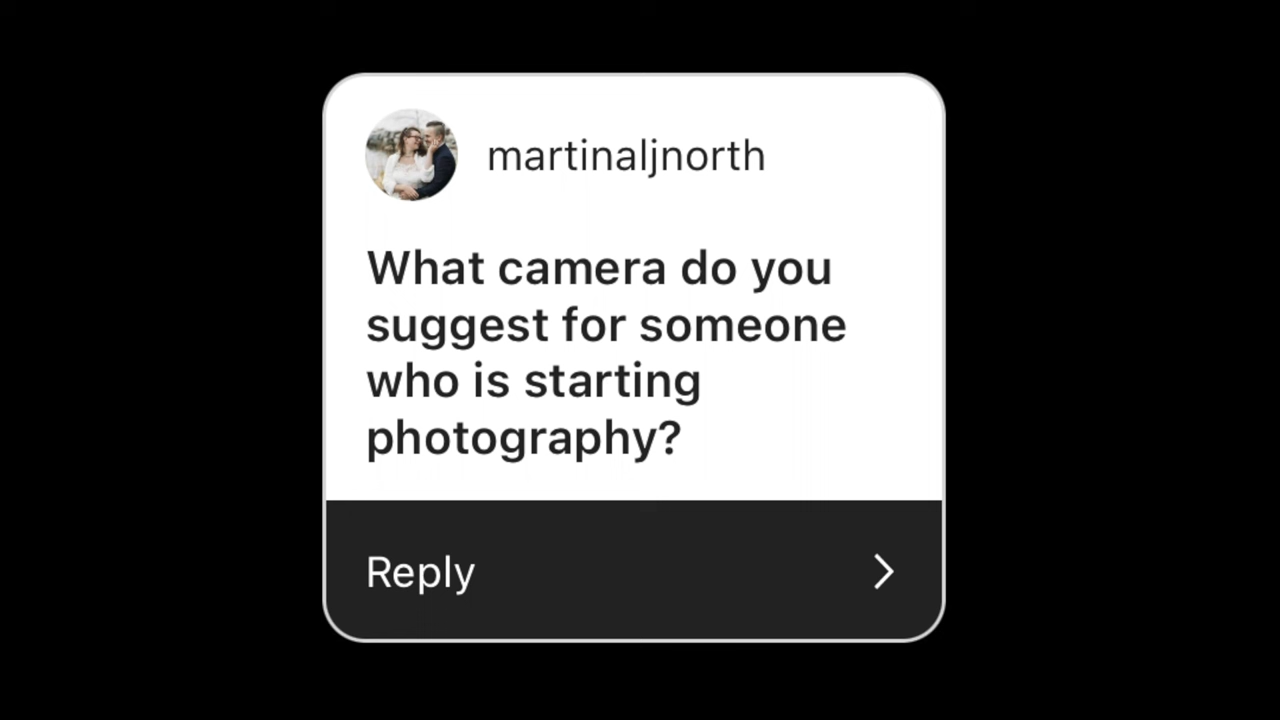 martinaljnorth
What camera do you
suggest for someone
who is starting
photography?
Reply